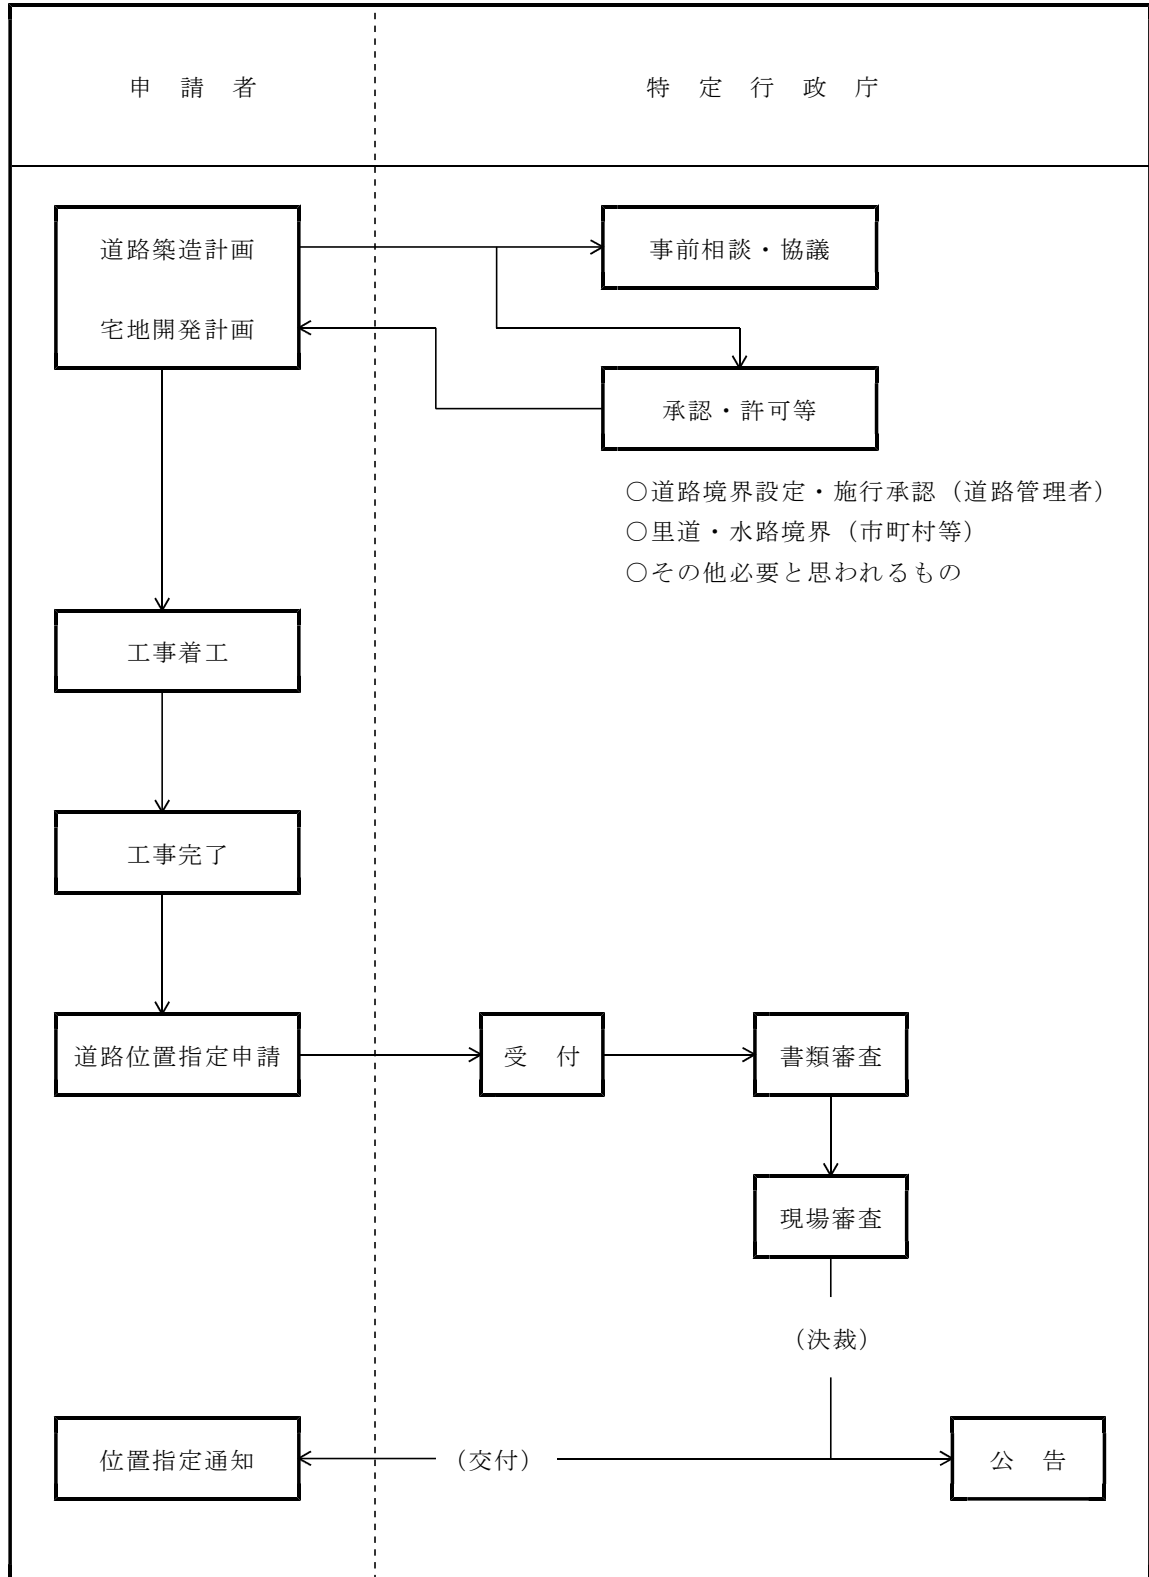 申請者
特定行政庁
道路築造計画
事前相談・協議
宅地開発計画
承認・許可等
○道路境界設定・施行承認（道路管理者）
○里道・水路境界（市町村等）
○その他必要と思われるもの
工事着工
工事完了
道路位置指定申請
受　付
書類審査
現場審査
（決裁）
位置指定通知
（交付）
公　告